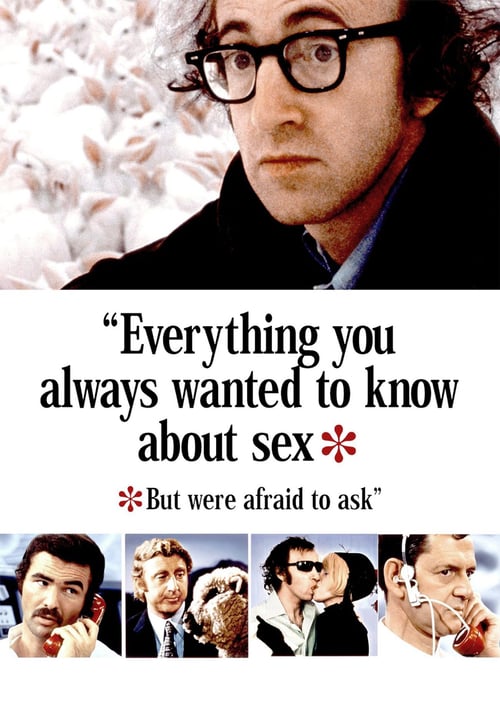 “Everything you
always wanted to know
about sex*
*But were afraid to ask”